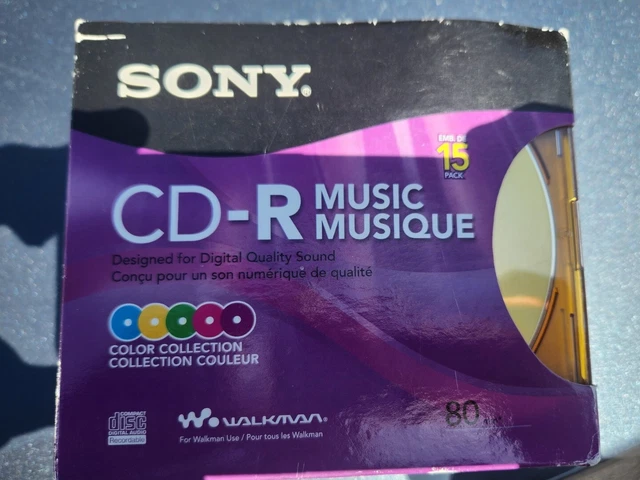 SONY.
EMB. DE
15
PACK
CD-R MUSIC
MUSIQUE
Designed for Digital Quality Sound
Conçu pour un son numérique de qualité
COLOR COLLECTION
COLLECTION COULEUR
COMPACT
disc
DIGITAL AUDIO
Recordable
WALKMAN
For Walkman Use / Pour tous les Walkman
80